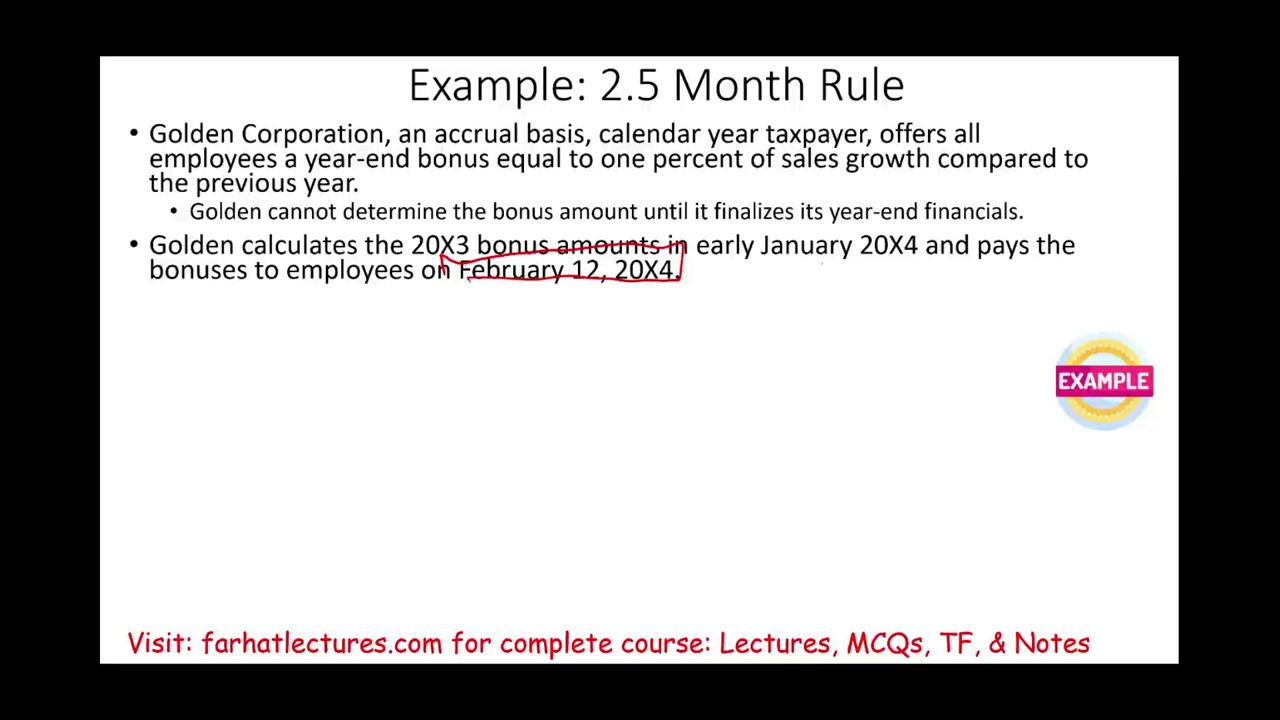 Example: 2.5 Month Rule
• Golden Corporation, an accrual basis, calendar year taxpayer, offers all
employees a year-end bonus equal to one percent of sales growth compared to
the previous year.
• Golden cannot determine the bonus amount until it finalizes its year-end financials.
• Golden calculates the 20X3 bonus amounts in early January 20X4 and pays the
bonuses to employees on February 12, 20X4.
EXAMPLE
Visit: farhatlectures.com for complete course: Lectures, MCQs, TF, & Notes